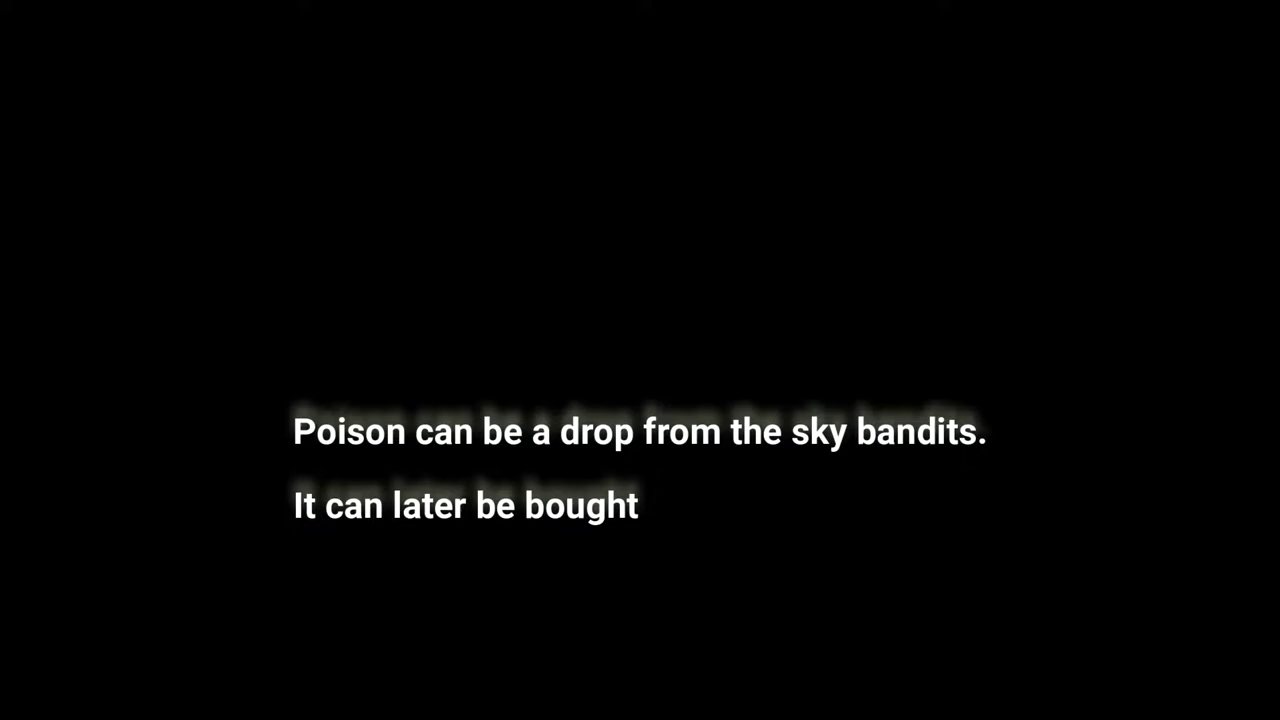 Poison can be a drop from the sky bandits.
It can later be bought